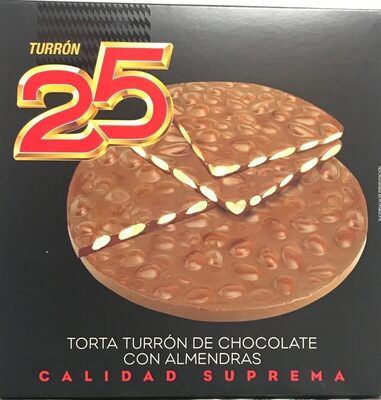 TURRÓN
25
TORTA TURRÓN DE CHOCOLATE
CON ALMENDRAS
CALIDAD SUPREMA